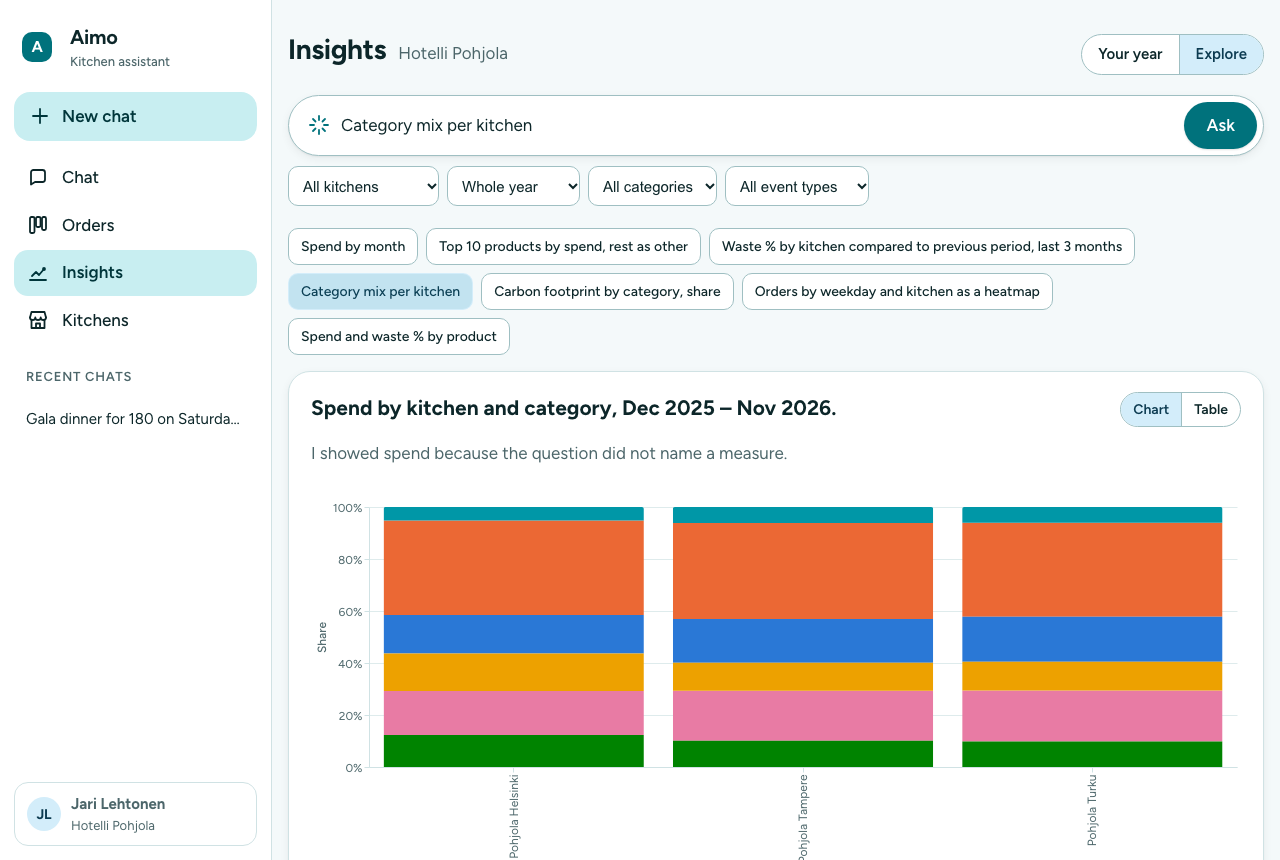 A
Aimo
Kitchen assistant
New chat
Chat
Orders
Insights
Kitchens
RECENT CHATS
Gala dinner for 180 on Saturda...
JL
Jari Lehtonen
Hotelli Pohjola
Insights
Hotelli Pohjola
Your year
Explore
Category mix per kitchen
Ask
All kitchens
Whole year
All categories
All event types
Spend by month
Top 10 products by spend, rest as other
Waste % by kitchen compared to previous period, last 3 months
Category mix per kitchen
Carbon footprint by category, share
Orders by weekday and kitchen as a heatmap
Spend and waste % by product
Spend by kitchen and category, Dec 2025 – Nov 2026.
Chart
Table
I showed spend because the question did not name a measure.
Share
100%
80%
60%
40%
20%
0%
Pohjola Helsinki
Pohjola Tampere
Pohjola Turku